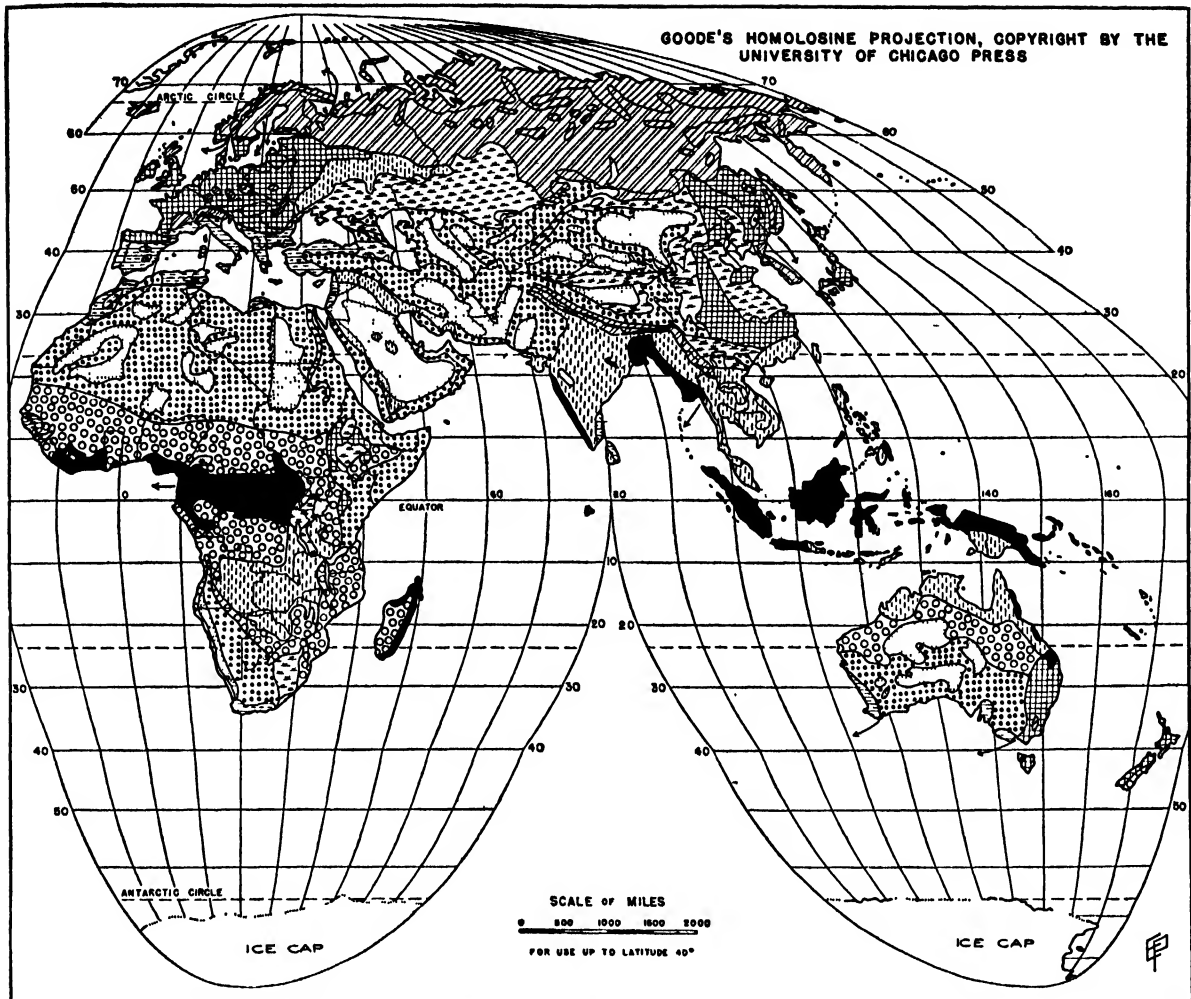 GOODE'S HOMOLOSINE PROJECTION, COPYRIGHT BY THE
UNIVERSITY OF CHICAGO PRESS
70 70
ARCTIC CIRCLE
60 60
50 50
40 40
30 30
20
0 60 80 140 160
EQUATOR
10
20 20
30 30 30
40 40 40
50 50
ANTARCTIC CIRCLE
SCALE OF MILES
0 500 1000 1500 2000
FOR USE UP TO LATITUDE 40°
ICE CAP ICE CAP